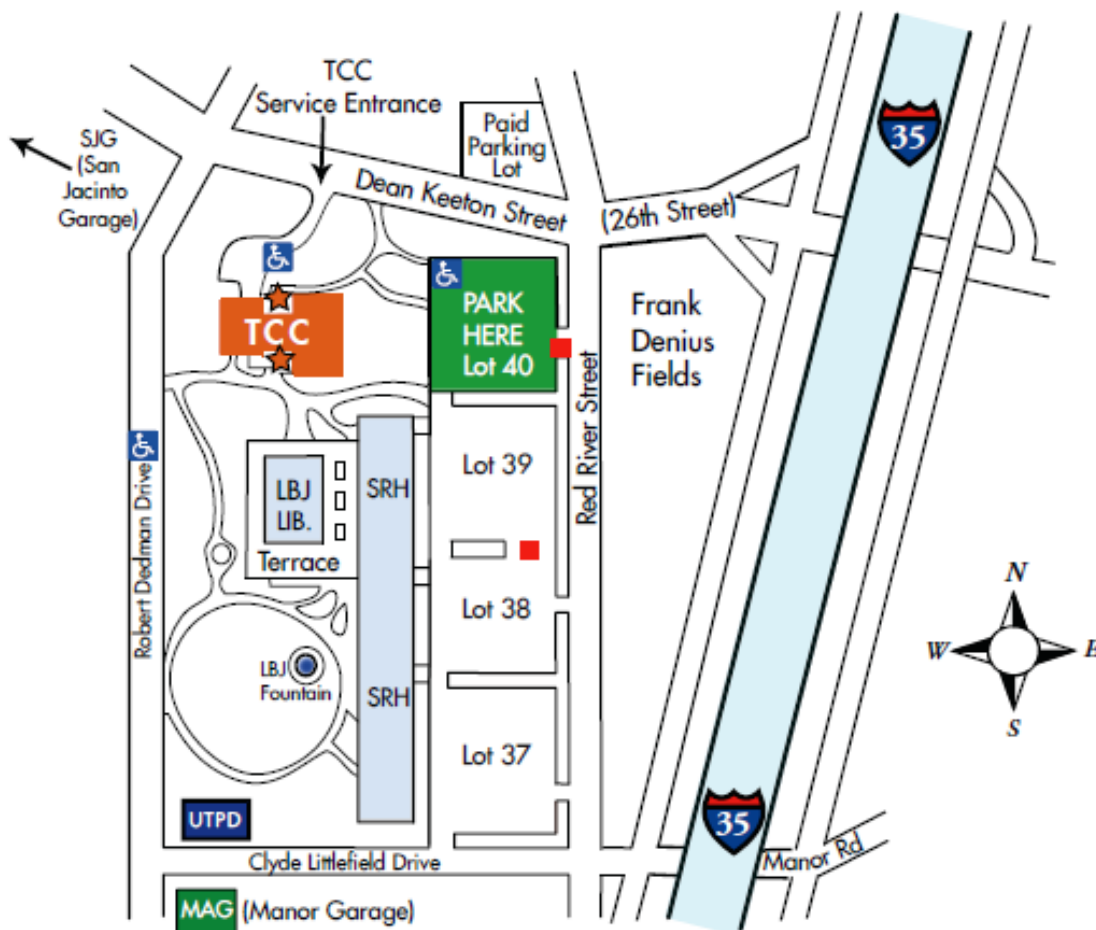 TCC
Service Entrance
SJG
(San
Jacinto
Garage)
Paid
Parking
Lot
35
Dean Keeton Street
(26th Street)
TCC
PARK
HERE
Lot 40
Frank
Denius
Fields
Red River Street
Robert Dedman Drive
Lot 39
LBJ
LIB.
SRH
Terrace
Lot 38
N
W
E
S
LBJ
Fountain
SRH
Lot 37
UTPD
35
Clyde Littlefield Drive
Manor Rd
MAG (Manor Garage)